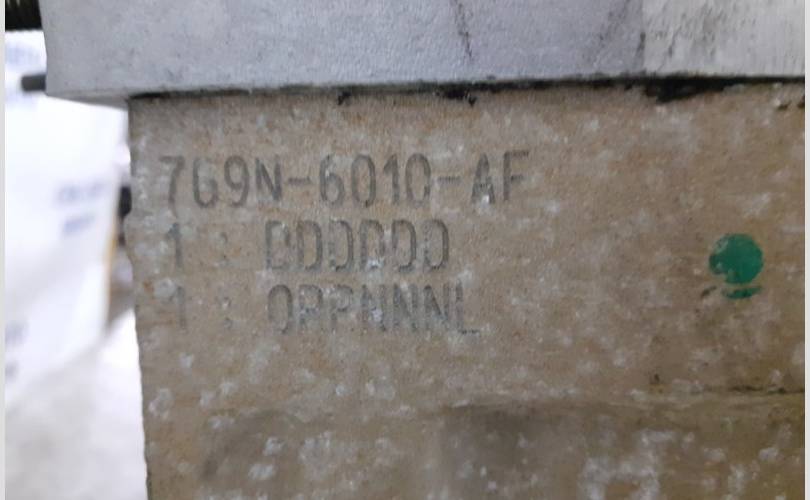 7G9N-6010-AF
1 : DDDDDD
1 : ORPNNNL